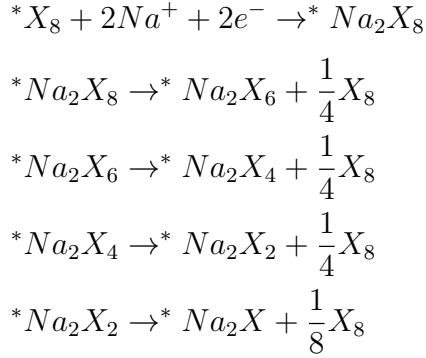 *X₈ + 2Na⁺ + 2e⁻ →* Na₂X₈
*Na₂X₈ →* Na₂X₆ + 1/4 X₈
*Na₂X₆ →* Na₂X₄ + 1/4 X₈
*Na₂X₄ →* Na₂X₂ + 1/4 X₈
*Na₂X₂ →* Na₂X + 1/8 X₈